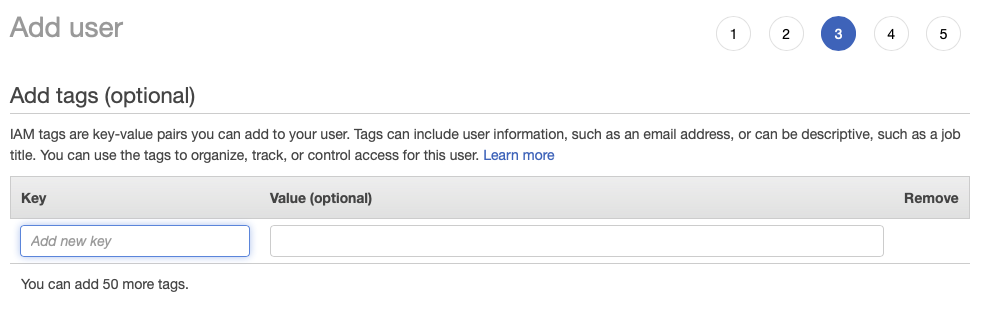 Add user
1 2 3 4 5
Add tags (optional)
IAM tags are key-value pairs you can add to your user. Tags can include user information, such as an email address, or can be descriptive, such as a job
title. You can use the tags to organize, track, or control access for this user. Learn more
Key Value (optional) Remove
Add new key
You can add 50 more tags.